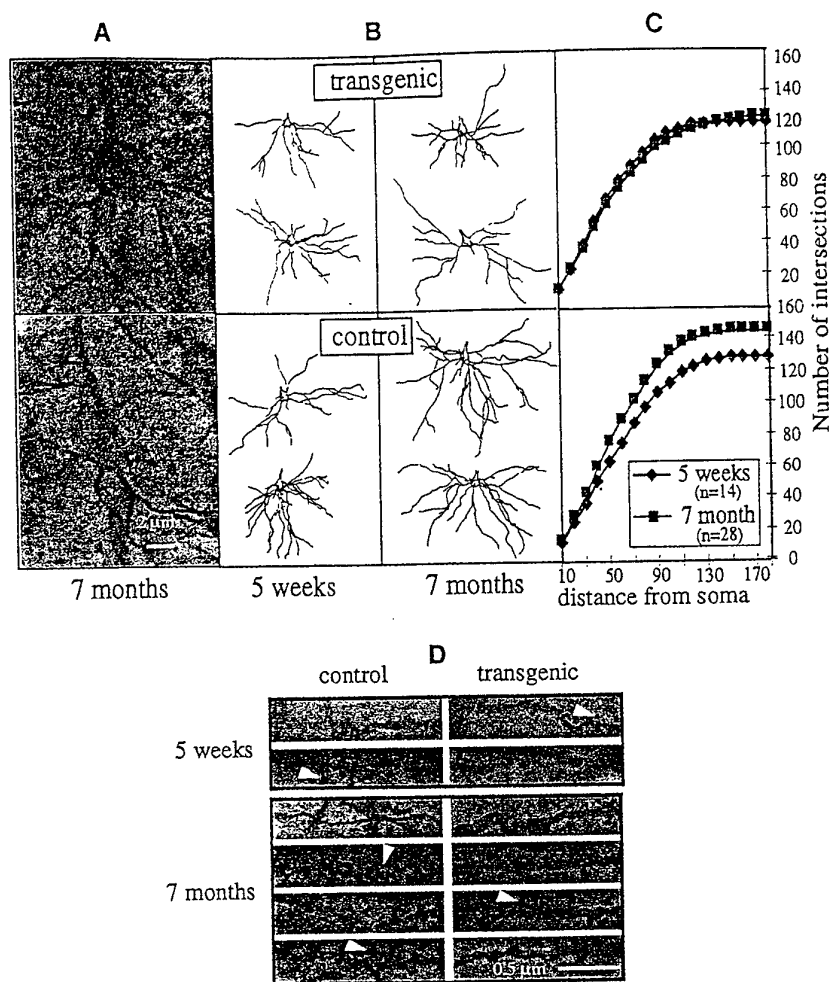 A
B
C
transgenic
160
140
120
100
80
60
40
20
160
140
120
100
80
60
40
20
0
Number of intersections
control
5 weeks
(n=14)
7 month
(n=28)
10 50 90 130 170
distance from soma
7 months
5 weeks
7 months
D
control
transgenic
5 weeks
7 months
0.5 µm